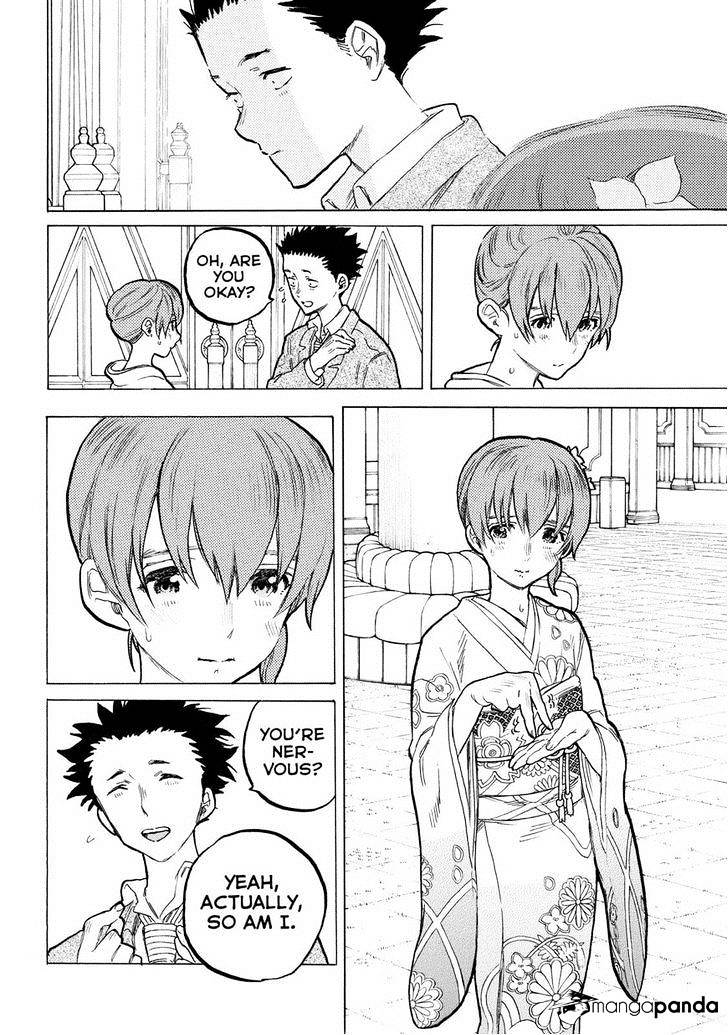 OH, ARE
YOU
OKAY?
YOU'RE
NER-
VOUS?
YEAH,
ACTUALLY,
SO AM I.
mangapanda